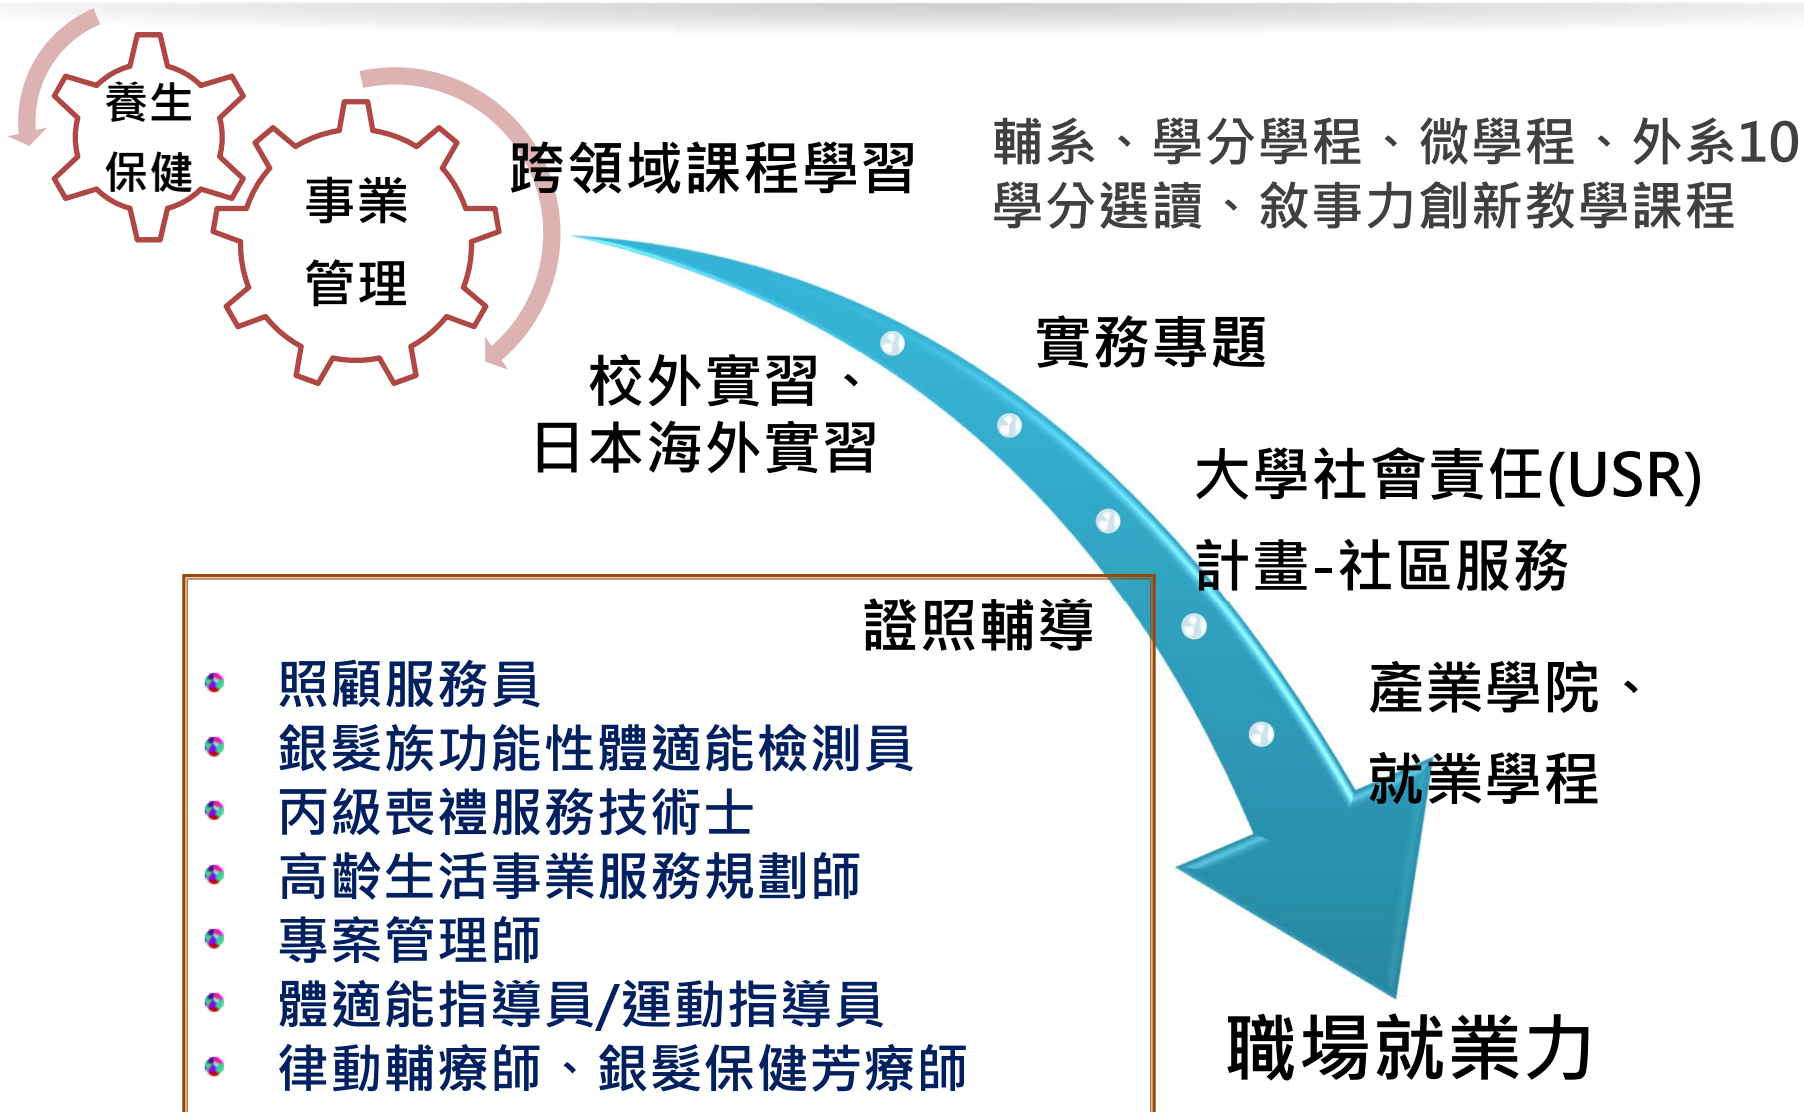 養生
保健
事業
管理
跨領域課程學習
輔系、學分學程、微學程、外系10
學分選讀、敘事力創新教學課程
實務專題
校外實習、
日本海外實習
大學社會責任(USR)
計畫-社區服務
證照輔導
照顧服務員
銀髮族功能性體適能檢測員
丙級喪禮服務技術士
高齡生活事業服務規劃師
專案管理師
體適能指導員/運動指導員
律動輔療師、銀髮保健芳療師
產業學院、
就業學程
職場就業力